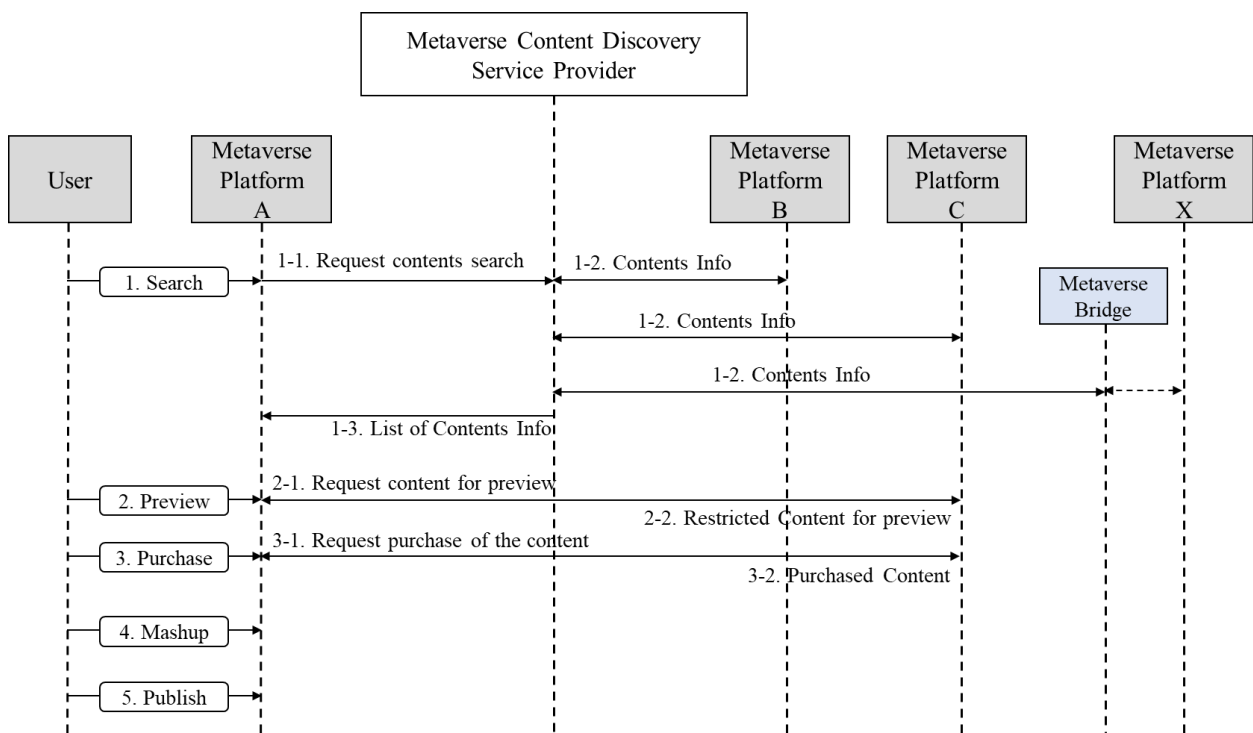 Metaverse Content Discovery
Service Provider
User
Metaverse
Platform
A
Metaverse
Platform
B
Metaverse
Platform
C
Metaverse
Platform
X
1. Search
1-1. Request contents search
1-2. Contents Info
Metaverse
Bridge
1-2. Contents Info
1-2. Contents Info
1-3. List of Contents Info
2. Preview
2-1. Request content for preview
2-2. Restricted Content for preview
3. Purchase
3-1. Request purchase of the content
3-2. Purchased Content
4. Mashup
5. Publish